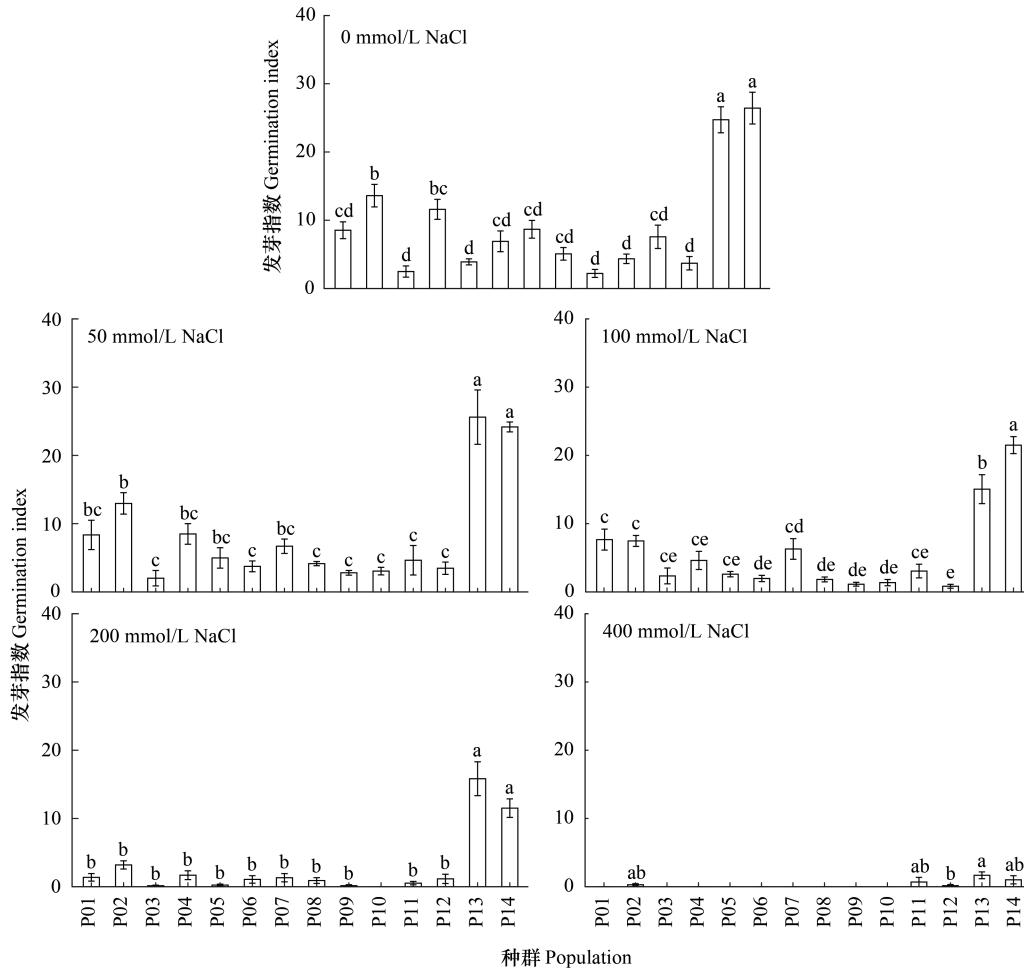 0 mmol/L NaCl
发芽指数 Germination index
40
30
20
10
0
cd
b
d
bc
d
cd
cd
cd
d
d
cd
d
a
a
发芽指数 Germination index
50 mmol/L NaCl
40
30
20
10
0
bc
b
c
bc
bc
c
bc
c
c
c
c
c
a
a
100 mmol/L NaCl
40
30
20
10
0
c
c
ce
ce
ce
de
cd
de
de
de
ce
e
b
a
200 mmol/L NaCl
40
30
20
10
0
b
b
b
b
b
b
b
b
b
b
b
a
a
P01
P02
P03
P04
P05
P06
P07
P08
P09
P10
P11
P12
P13
P14
400 mmol/L NaCl
40
30
20
10
0
ab
ab
b
a
ab
P01
P02
P03
P04
P05
P06
P07
P08
P09
P10
P11
P12
P13
P14
种群 Population